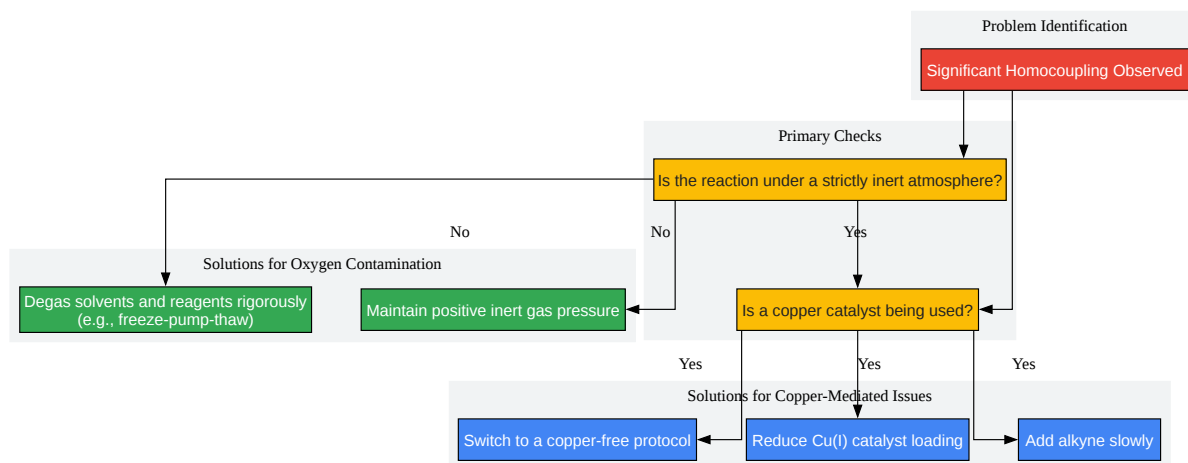 Problem Identification
Significant Homocoupling Observed
Primary Checks
Is the reaction under a strictly inert atmosphere?
No
No
Yes
Solutions for Oxygen Contamination
Degas solvents and reagents rigorously
(e.g., freeze-pump-thaw)
Maintain positive inert gas pressure
Is a copper catalyst being used?
Yes
Yes
Yes
Solutions for Copper-Mediated Issues
Switch to a copper-free protocol
Reduce Cu(I) catalyst loading
Add alkyne slowly